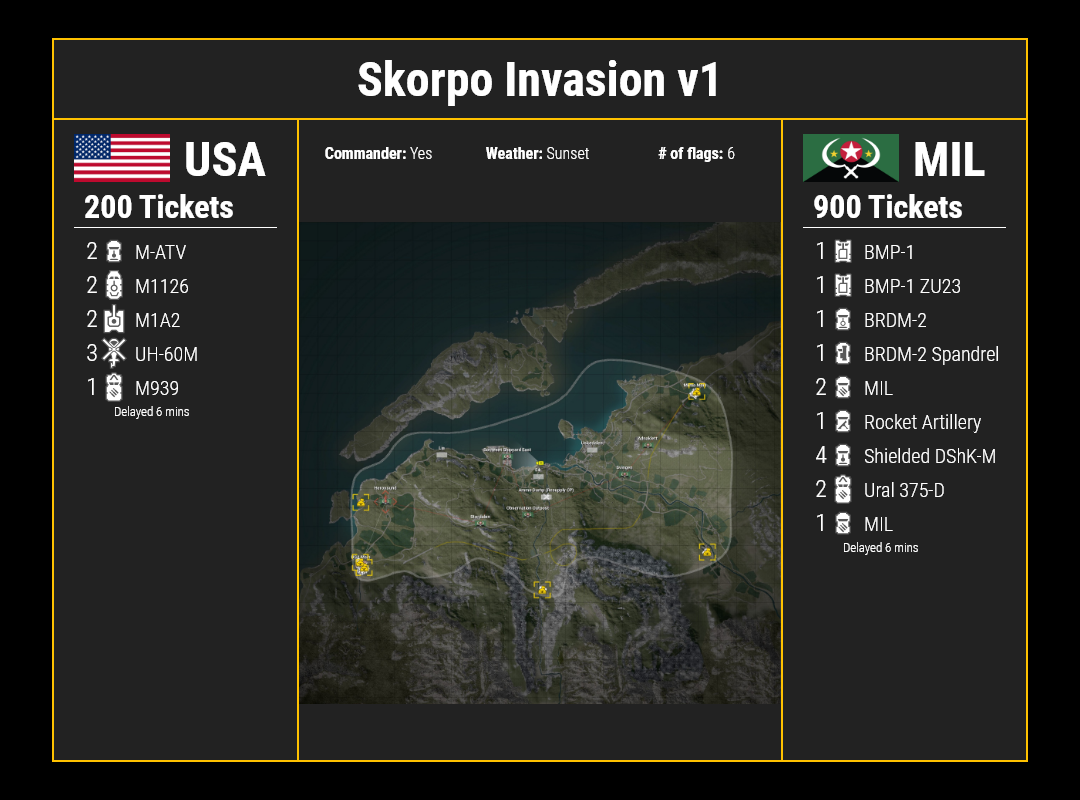 Skorpo Invasion v1
USA
200 Tickets
2 M-ATV
2 M1126
2 M1A2
3 UH-60M
1 M939
Delayed 6 mins
Commander: Yes
Weather: Sunset
# of flags: 6
MIL
900 Tickets
1 BMP-1
1 BMP-1 ZU23
1 BRDM-2
1 BRDM-2 Spandrel
2 MIL
1 Rocket Artillery
4 Shielded DShK-M
2 Ural 375-D
1 MIL
Delayed 6 mins